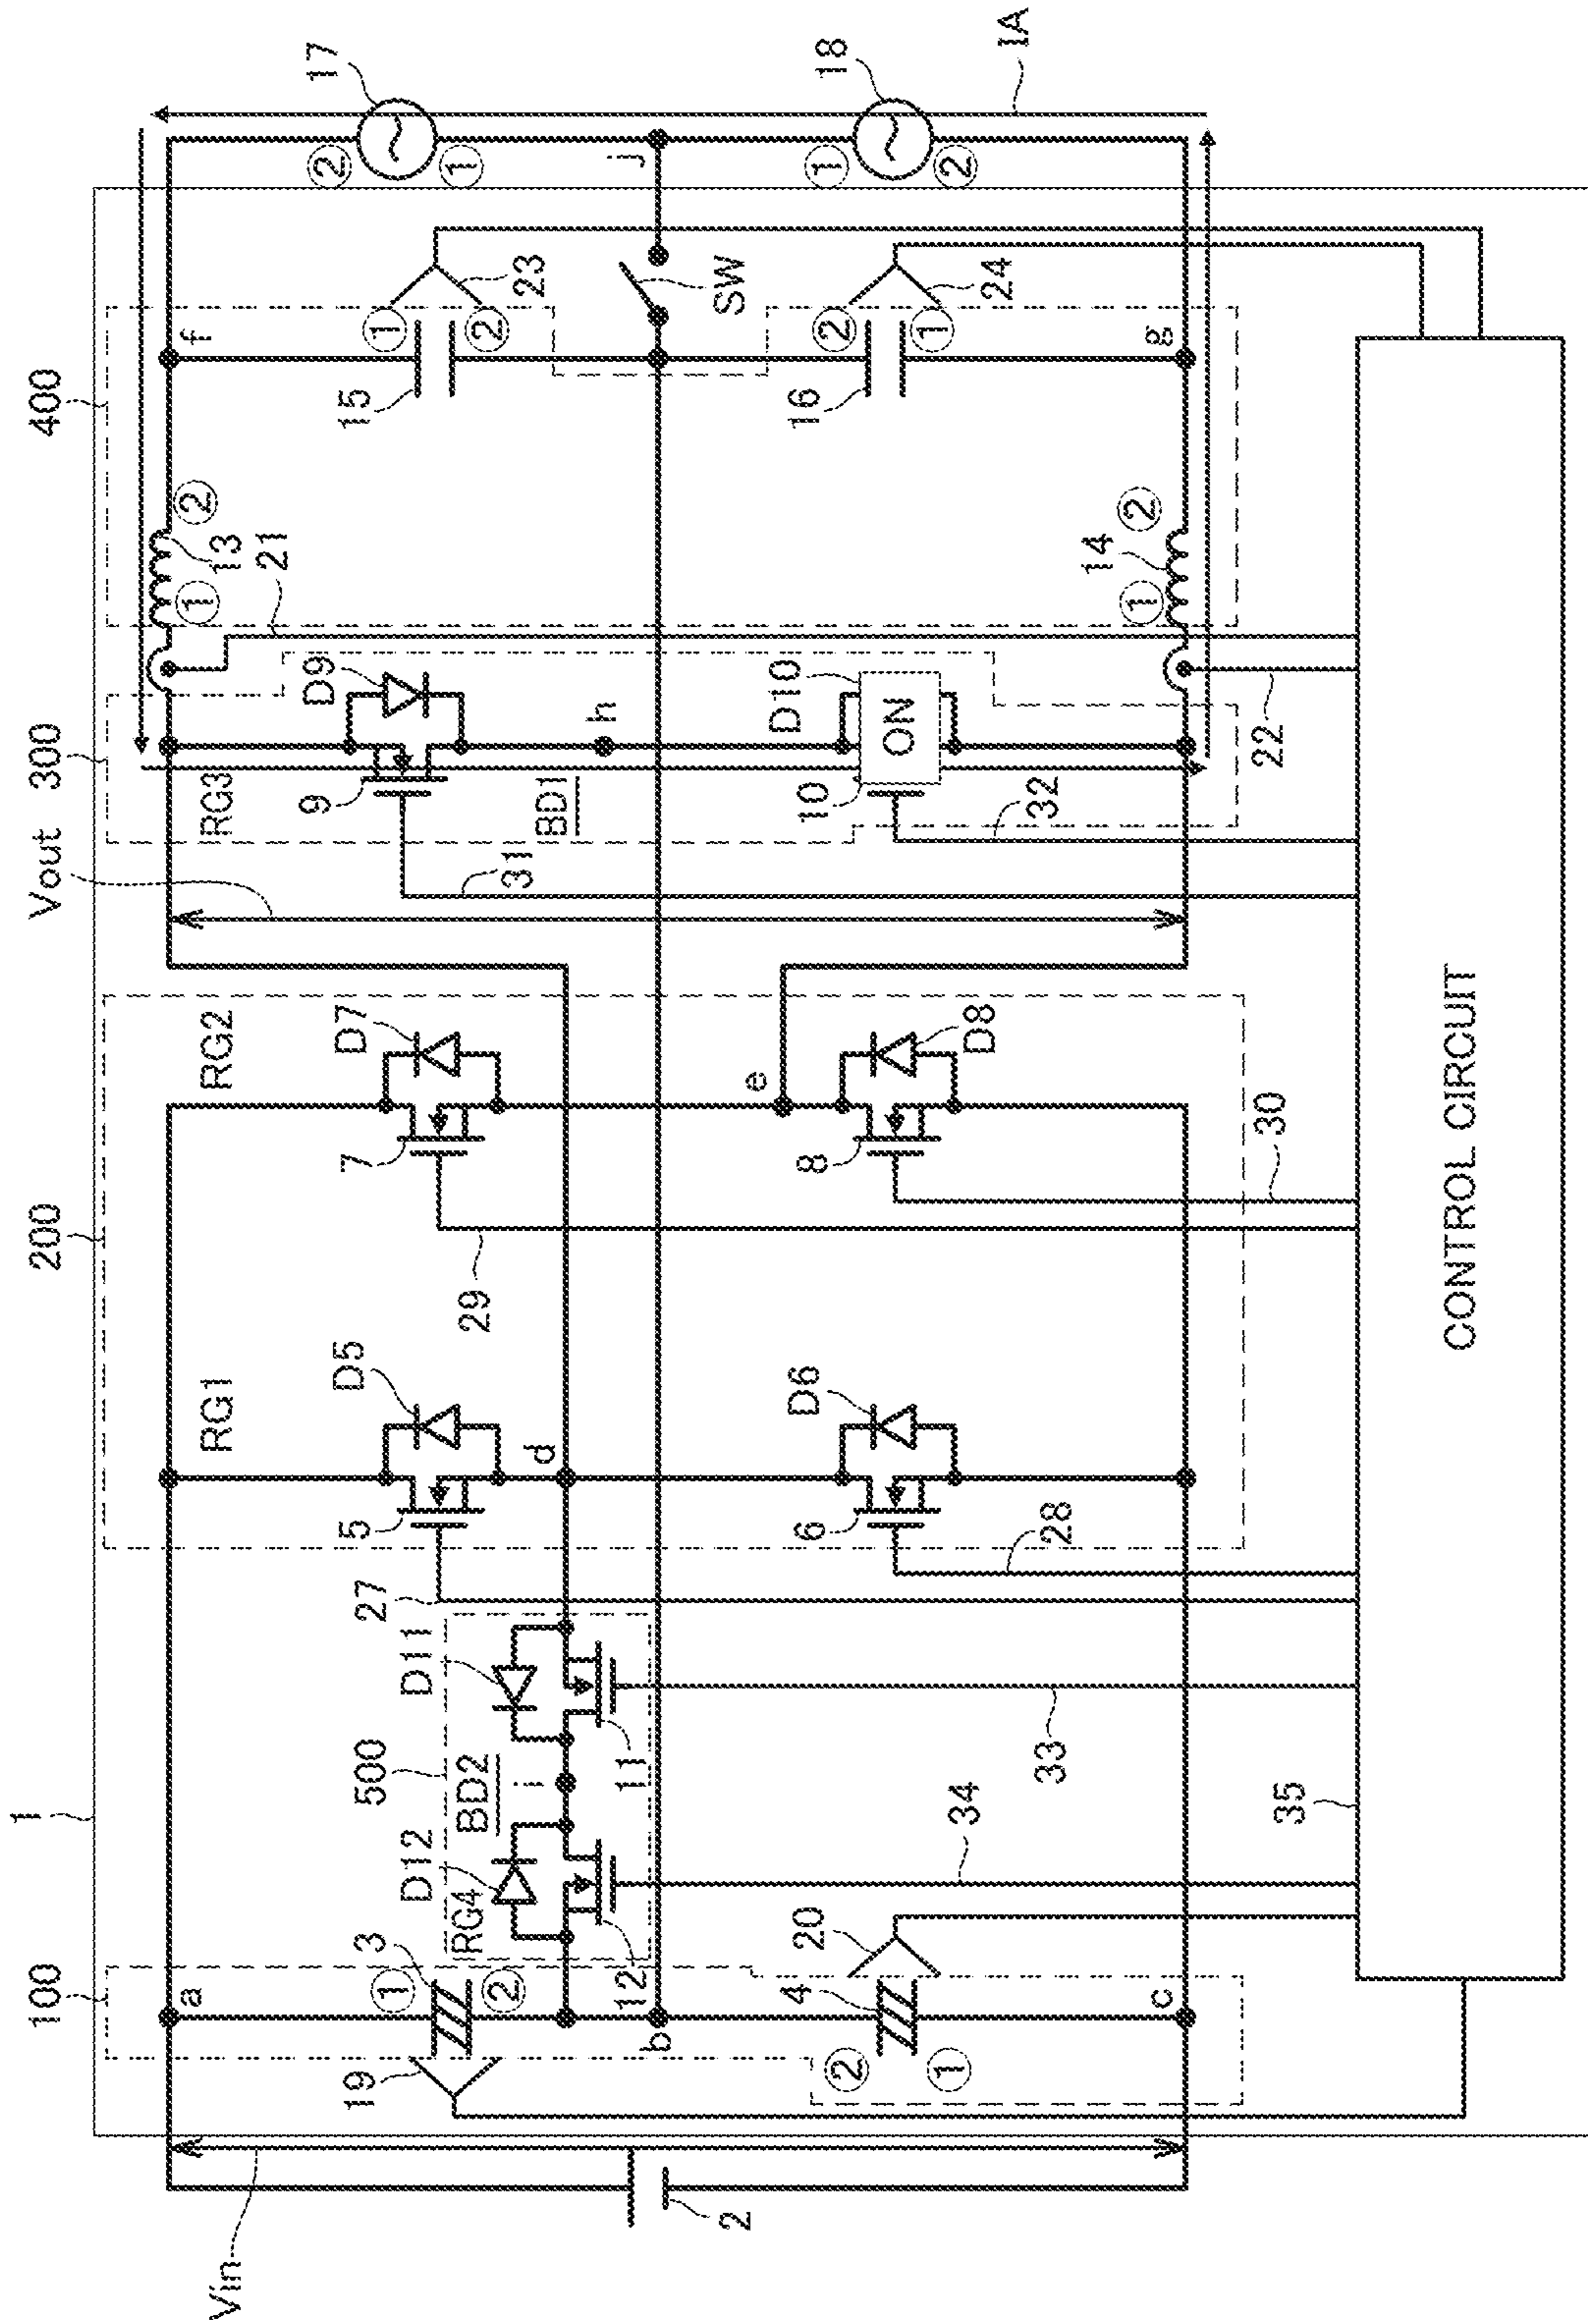 1
100
200
Vout
300
400
500
Vin
a
RG1
RG2
RG3
f
①
13
②
21
17
②
①
19
①
3
②
RG4
D12
BD2
i
D11
27
5
D5
29
7
D7
31
9
D9
15
①
②
23
12
11
d
BD1
h
j
IA
b
e
SW
2
②
①
4
20
6
D6
8
D8
10
D10
ON
16
②
①
24
18
①
②
c
34
33
28
30
32
22
①
14
②
g
35
CONTROL CIRCUIT